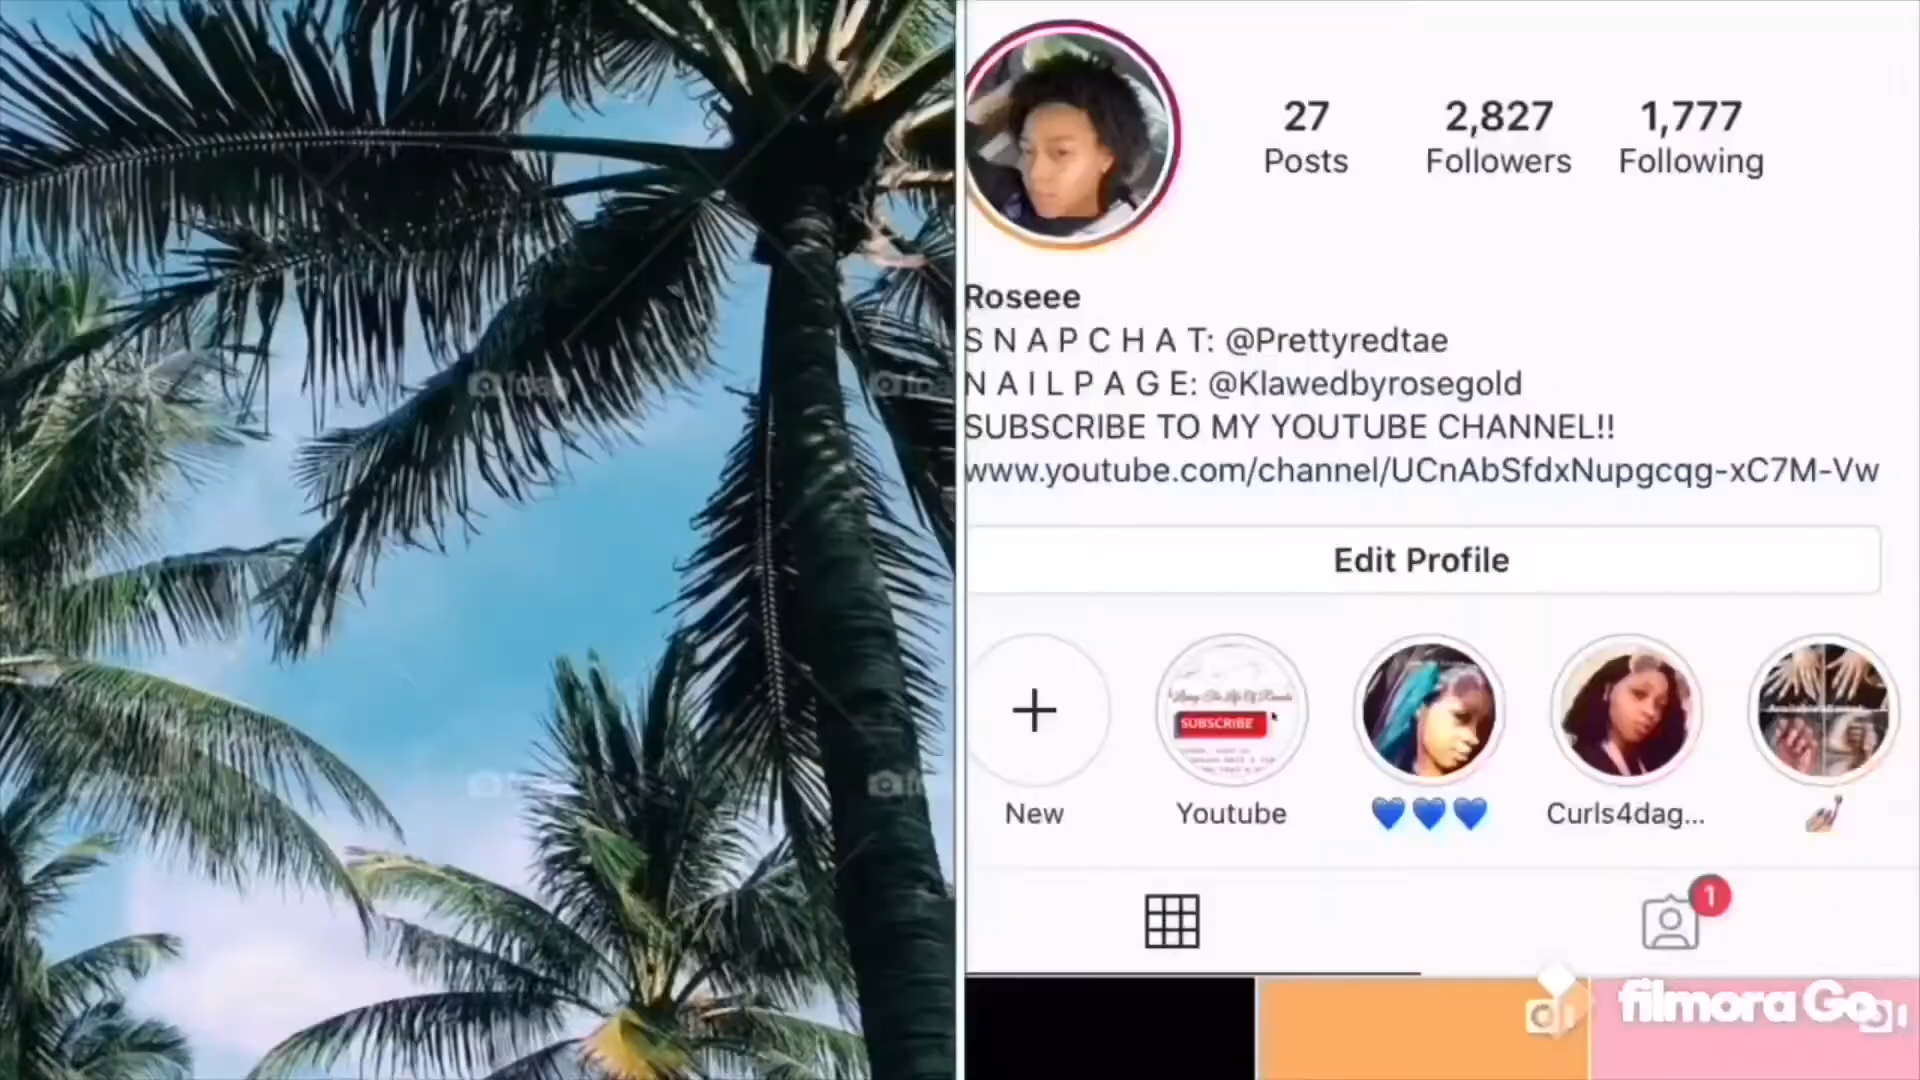 27
Posts
2,827
Followers
1,777
Following
Roseee
S N A P C H A T: @Prettyredtae
N A I L P A G E: @Klawedbyrosegold
SUBSCRIBE TO MY YOUTUBE CHANNEL!!
www.youtube.com/channel/UCnAbSfdxNupgcqg-xC7M-Vw
Edit Profile
SUBSCRIBE
New
Youtube
💙💙💙
Curls4dag...
💅🏼
1
filmora Go